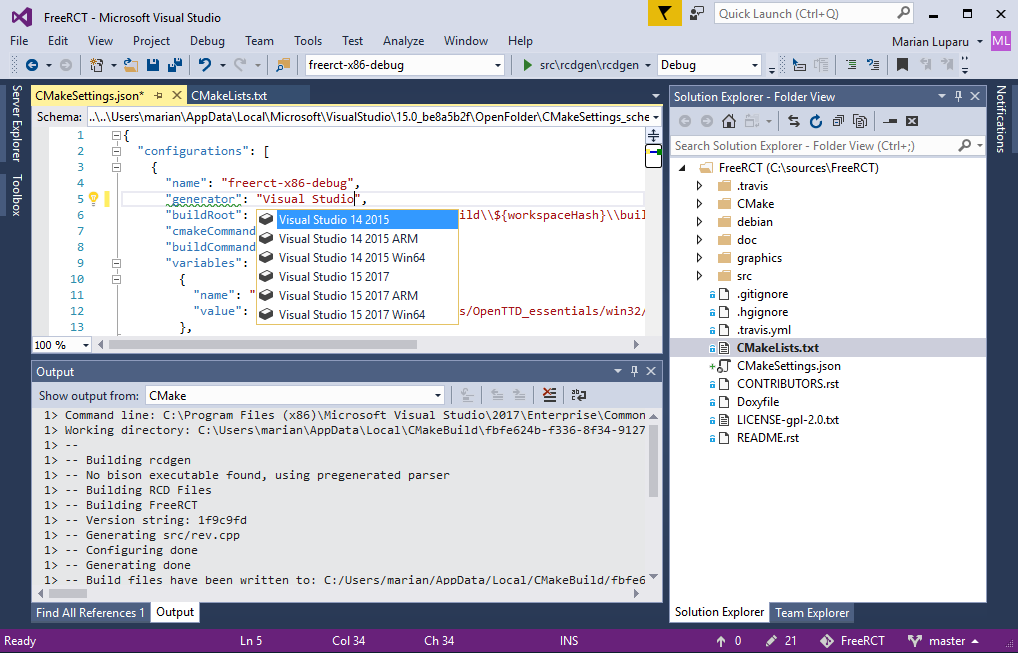 FreeRCT - Microsoft Visual Studio
Quick Launch (Ctrl+Q)
File Edit View Project Debug Team Tools Test Analyze Window Help
Marian Luparu ML
freerct-x86-debug src\rcdgen\rcdgen Debug
Server Explorer
Toolbox
CMakeSettings.json* CMakeLists.txt
Schema: ..\..\Users\marian\AppData\Local\Microsoft\VisualStudio\15.0_be8a5b2f\OpenFolder\CMakeSettings_sche
1 {
2 "configurations": [
3 {
4 "name": "freerct-x86-debug",
5 "generator": "Visual Studio",
6 "buildRoot": ild\\${workspaceHash}\\buil
7 "cmakeCommand
8 "buildCommand
9 "variables":
10 {
11 "name": "
12 "value": s/OpenTTD_essentials/win32/
13 },
Visual Studio 14 2015
Visual Studio 14 2015 ARM
Visual Studio 14 2015 Win64
Visual Studio 15 2017
Visual Studio 15 2017 ARM
Visual Studio 15 2017 Win64
100 %
Output
Show output from: CMake
1> Command line: C:\Program Files (x86)\Microsoft Visual Studio\2017\Enterprise\Common
1> Working directory: C:\Users\marian\AppData\Local\CMakeBuild\fbfe624b-f336-8f34-9127
1> --
1> -- Building rcdgen
1> -- No bison executable found, using pregenerated parser
1> -- Building RCD Files
1> -- Building FreeRCT
1> -- Version string: 1f9c9fd
1> -- Generating src/rev.cpp
1> -- Configuring done
1> -- Generating done
1> -- Build files have been written to: C:/Users/marian/AppData/Local/CMakeBuild/fbfe6
Find All References 1 Output
Solution Explorer - Folder View
Search Solution Explorer - Folder View (Ctrl+;)
FreeRCT (C:\sources\FreeRCT)
.travis
CMake
debian
doc
graphics
src
.gitignore
.hgignore
.travis.yml
CMakeLists.txt
CMakeSettings.json
CONTRIBUTORS.rst
Doxyfile
LICENSE-gpl-2.0.txt
README.rst
Solution Explorer Team Explorer
Notifications
Ready Ln 5 Col 34 Ch 34 INS 0 21 FreeRCT master